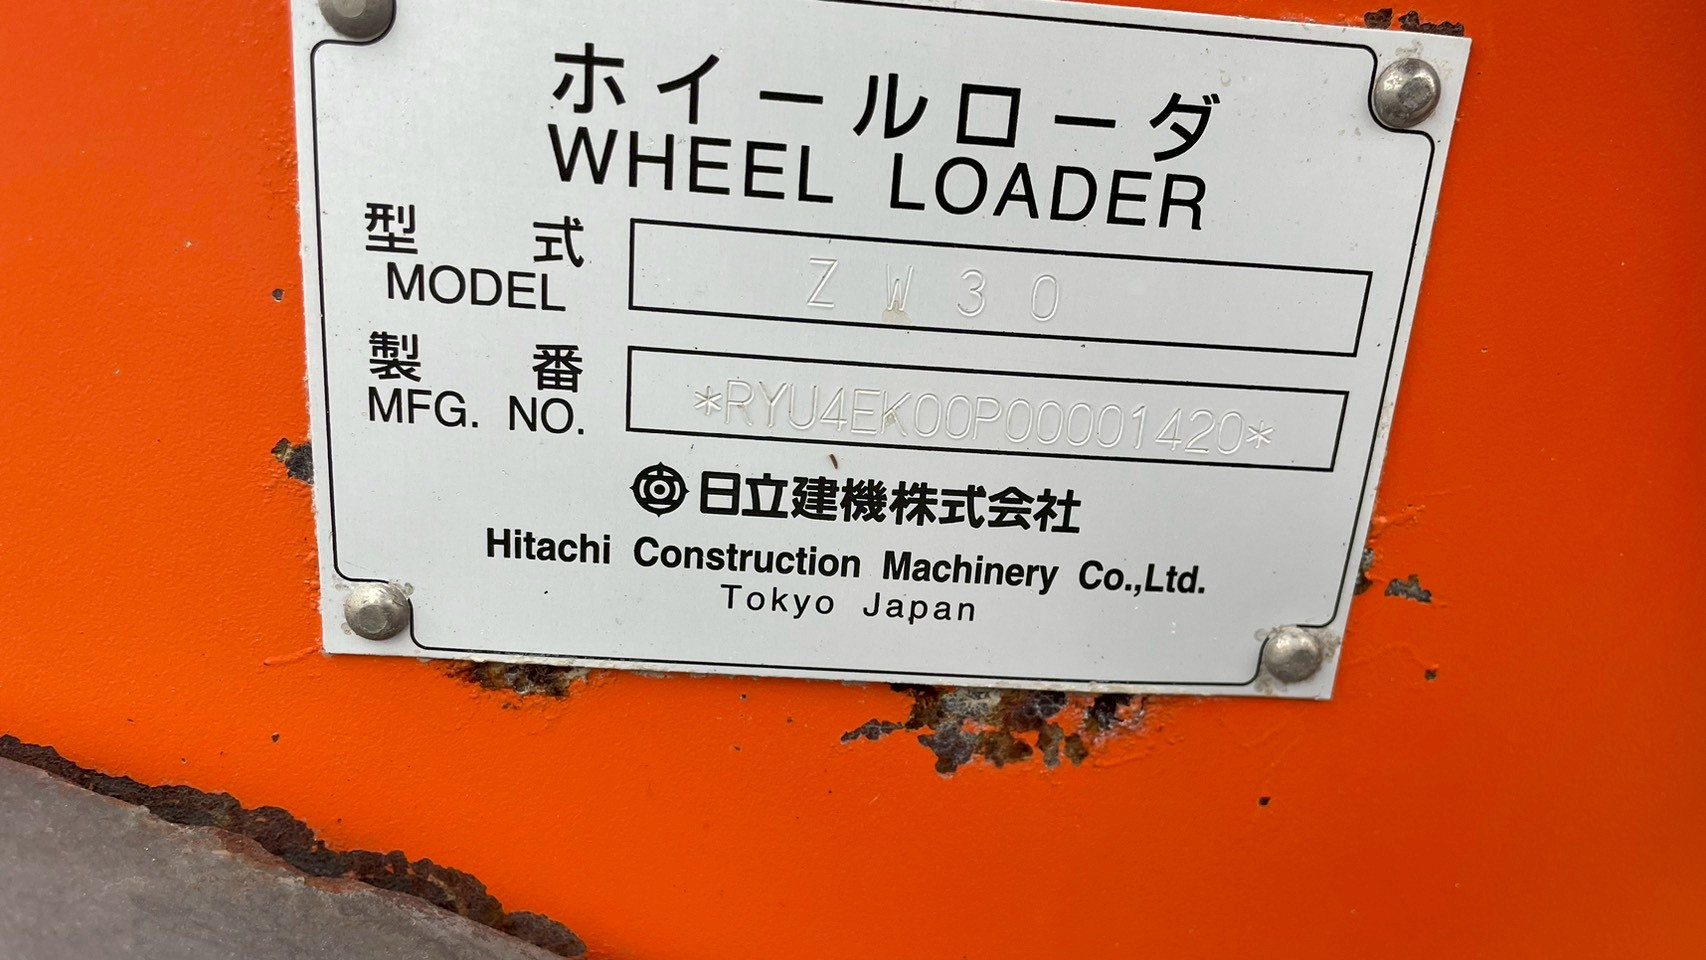 ホイールローダ
WHEEL LOADER
型式
MODEL
ZW30
製番
MFG. NO.
*RYU4EK00P00001420*
日立建機株式会社
Hitachi Construction Machinery Co.,Ltd.
Tokyo Japan